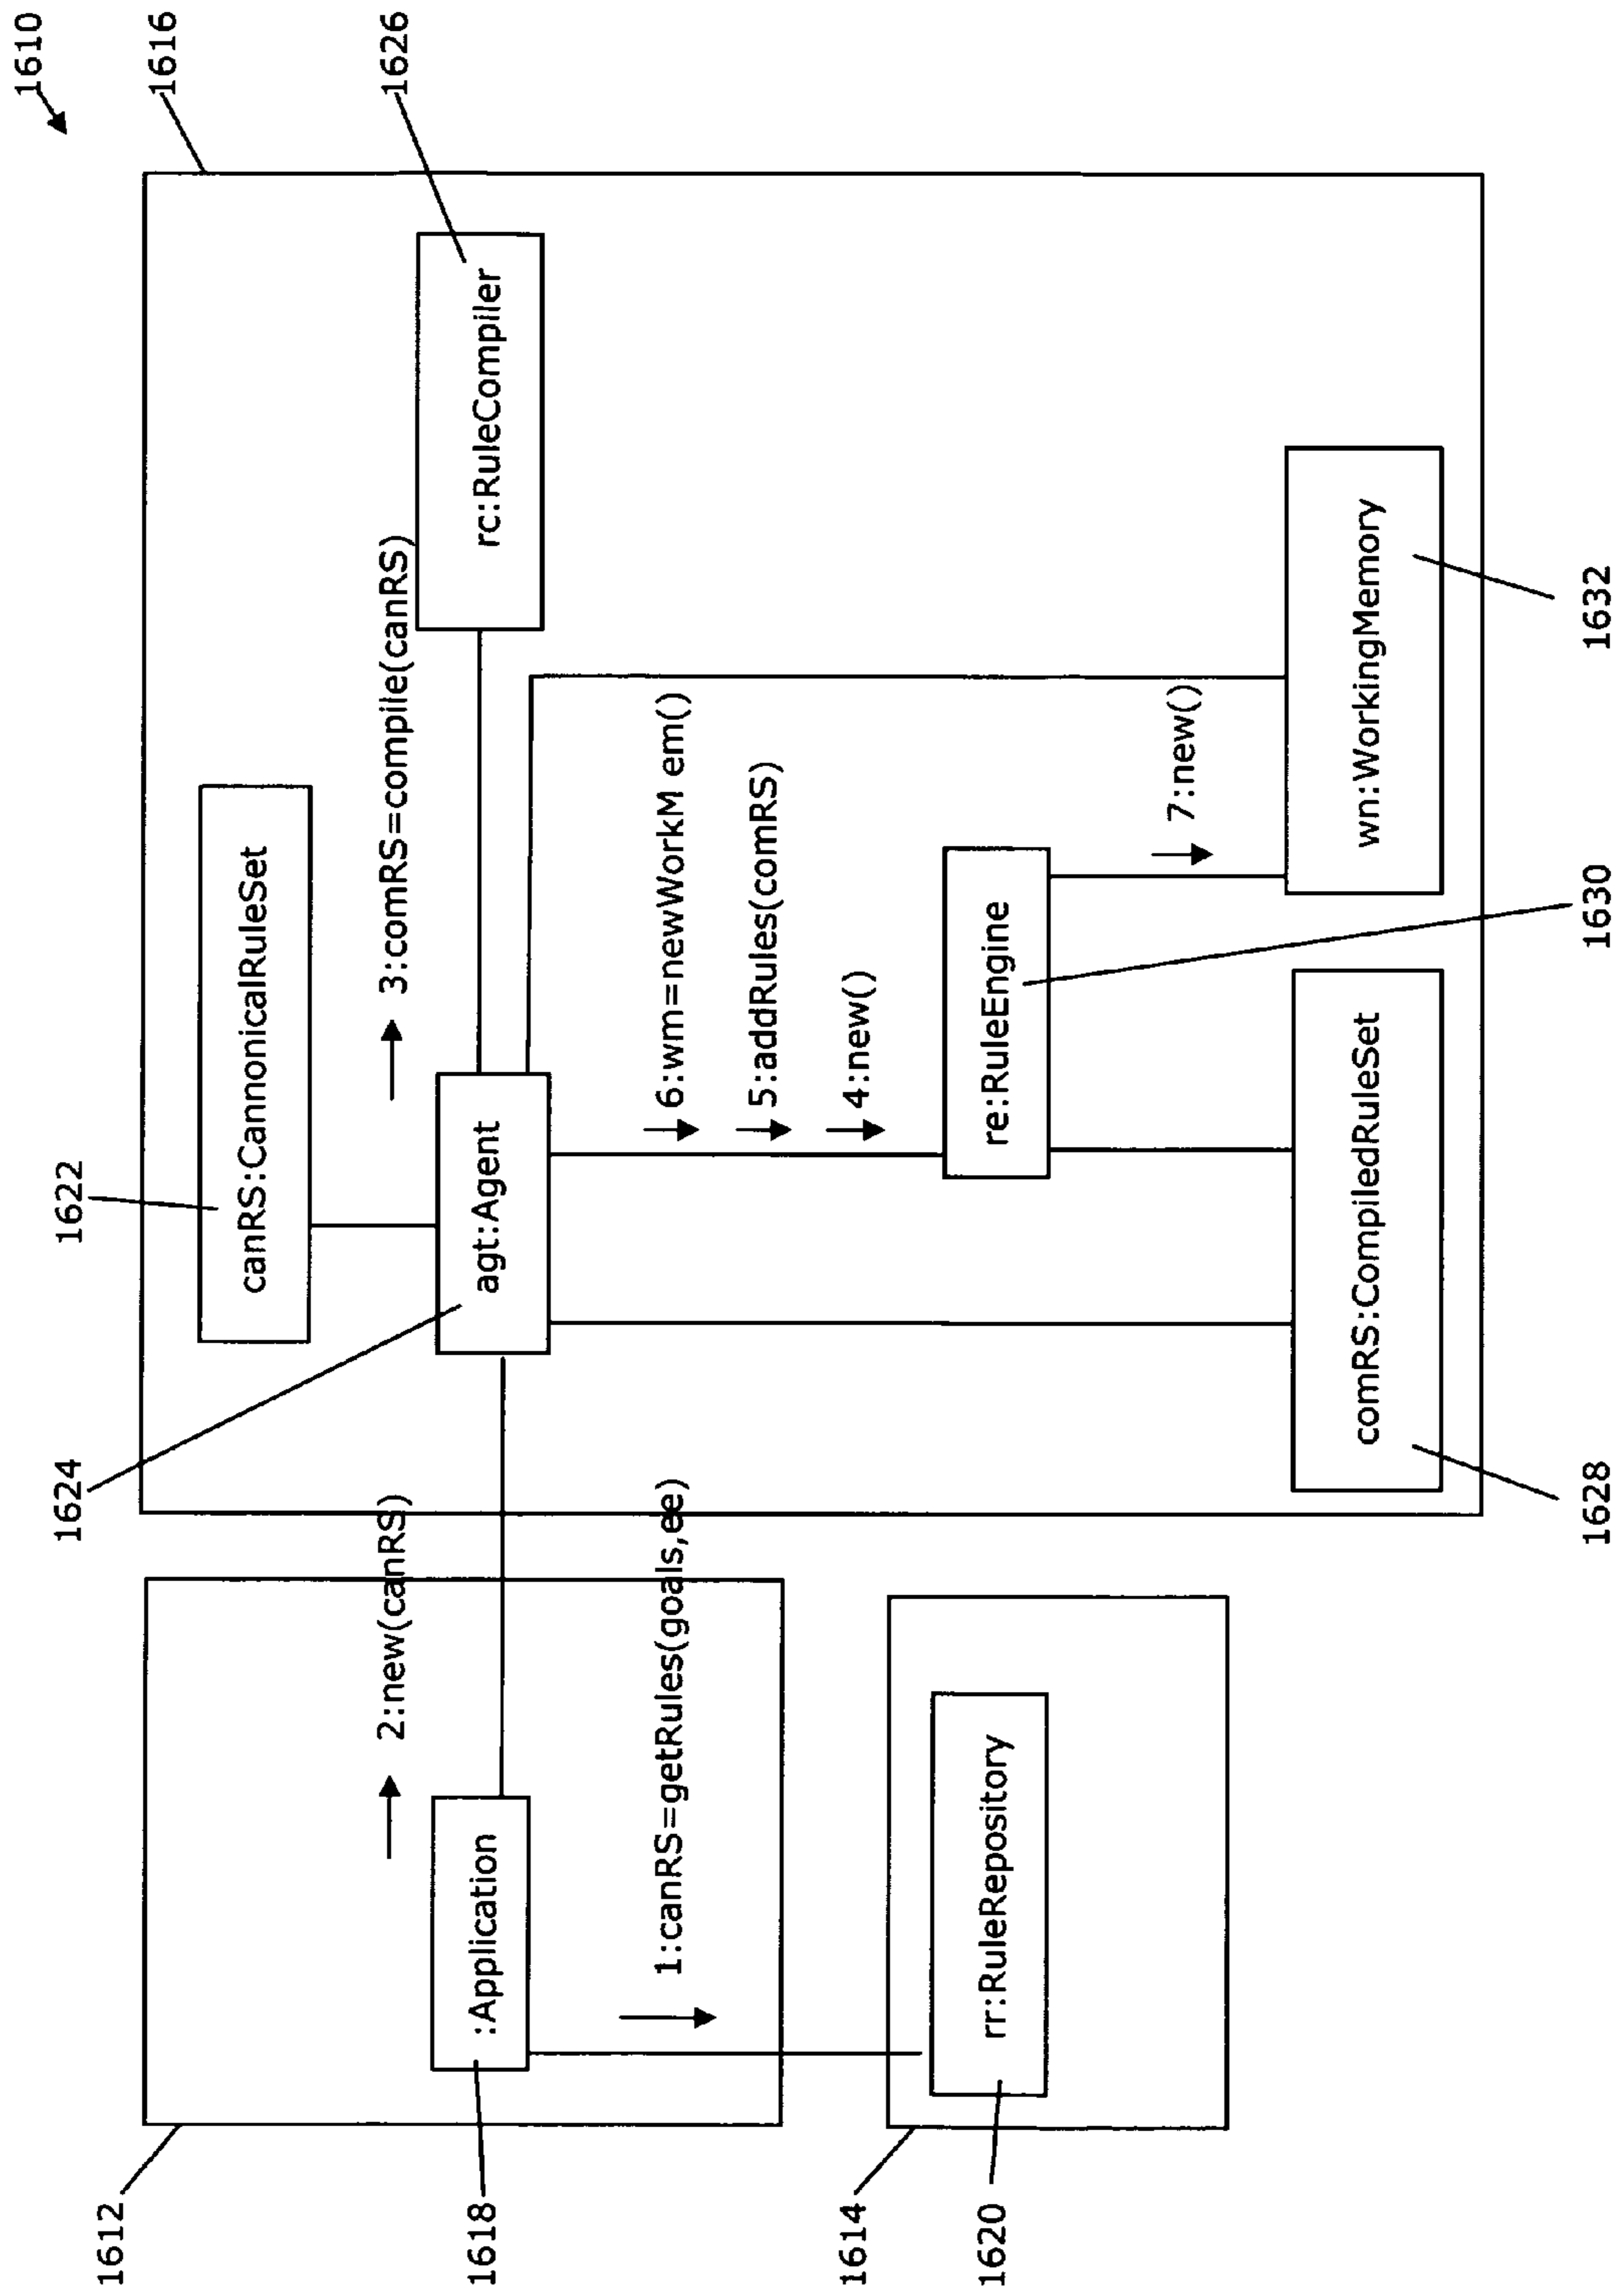 1610
1616
1626
1622
1624
canRS:CannonicalRuleSet
3:comRS=compile(canRS)
rc:RuleCompiler
agt:Agent
6:wm=newWorkM em()
5:addRules(comRS)
4:new()
re:RuleEngine
7:new()
wn:WorkingMemory
comRS:CompiledRuleSet
1632
1630
1628
2:new(canRS)
:Application
1:canRS=getRules(goals,ee)
rr:RuleRepository
1612
1618
1614
1620